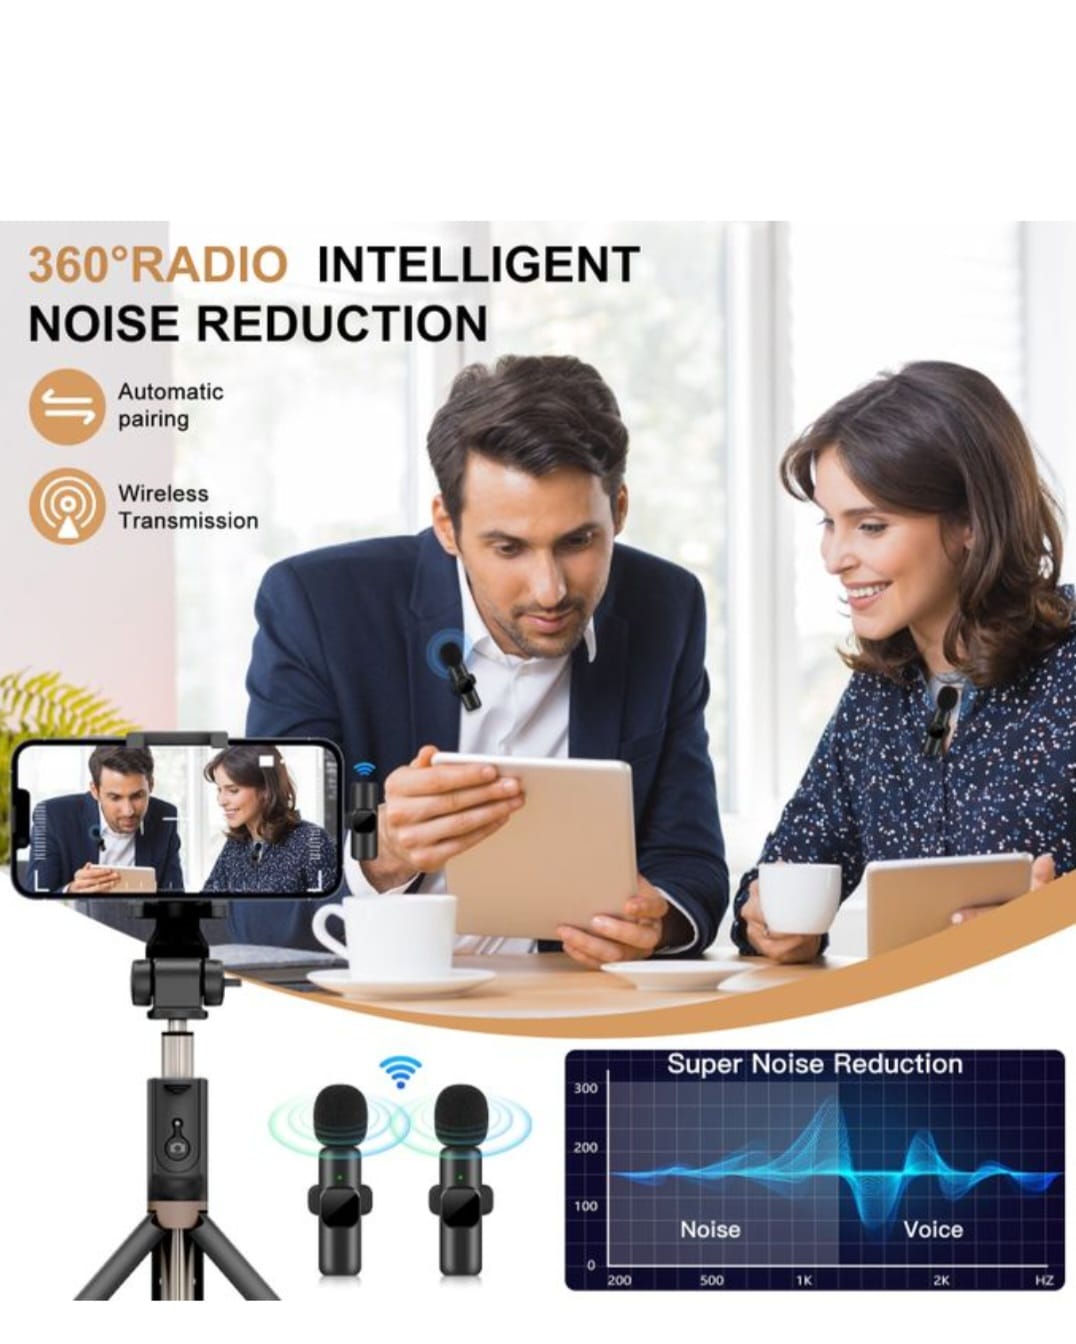 360°RADIO INTELLIGENT
NOISE REDUCTION
Automatic
pairing
Wireless
Transmission
Super Noise Reduction
300
200
100
0
Noise
Voice
200 500 1K 2K HZ